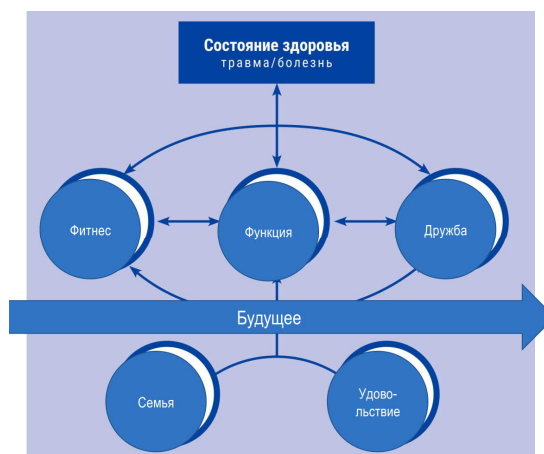 Состояние здоровья
травма/болезнь
Фитнес
Функция
Дружба
Будущее
Семья
Удово-
льствие